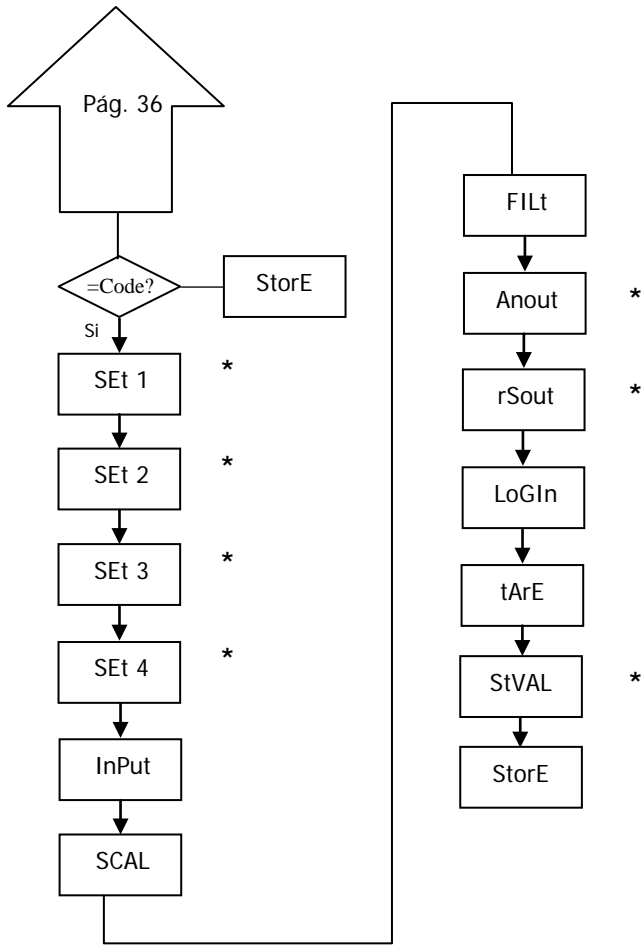 Pág. 36
=Code?
StorE
Si
SEt 1
*
SEt 2
*
SEt 3
*
SEt 4
*
InPut
SCAL
FILt
Anout
*
rSout
*
LoGIn
tArE
StVAL
*
StorE